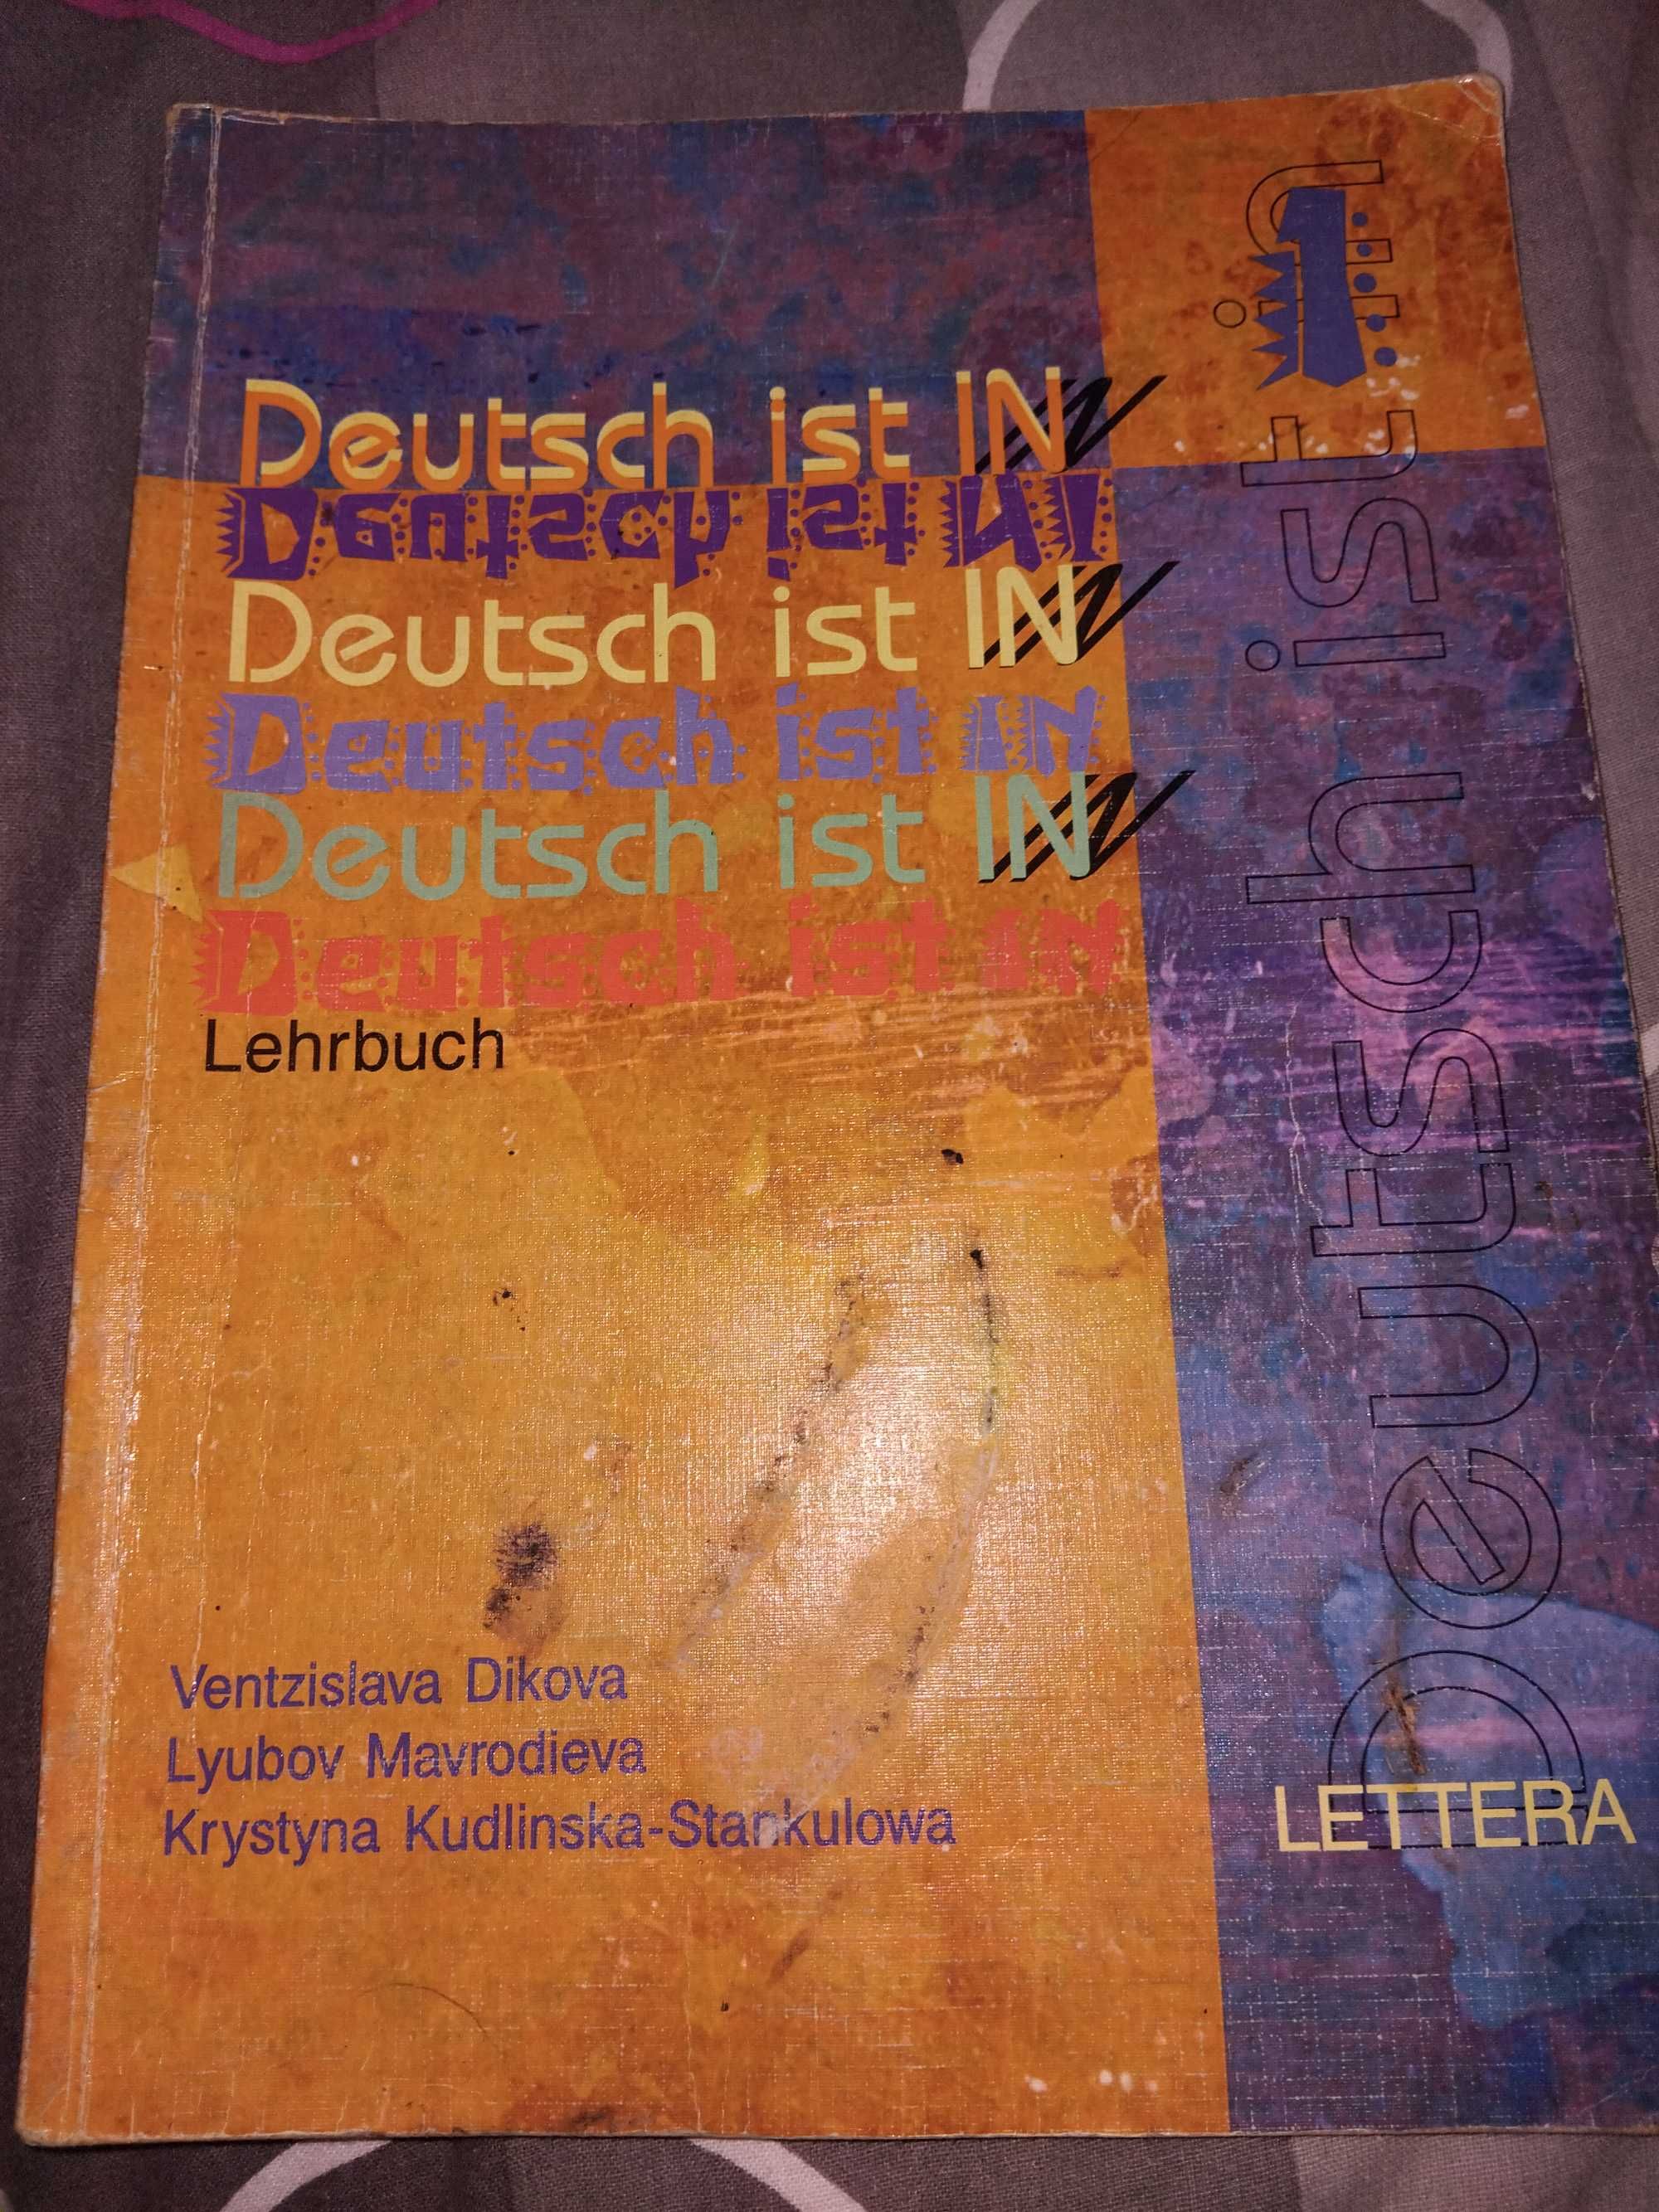 Deutsch ist IN
Deutsch ist IN
Deutsch ist IN
Deutsch ist IN
Deutsch ist IN
Deutsch ist IN
Lehrbuch
Ventzislava Dikova
Lyubov Mavrodieva
Krystyna Kudlinska-Stankulowa
1
Deutsch ist in
LETTERA